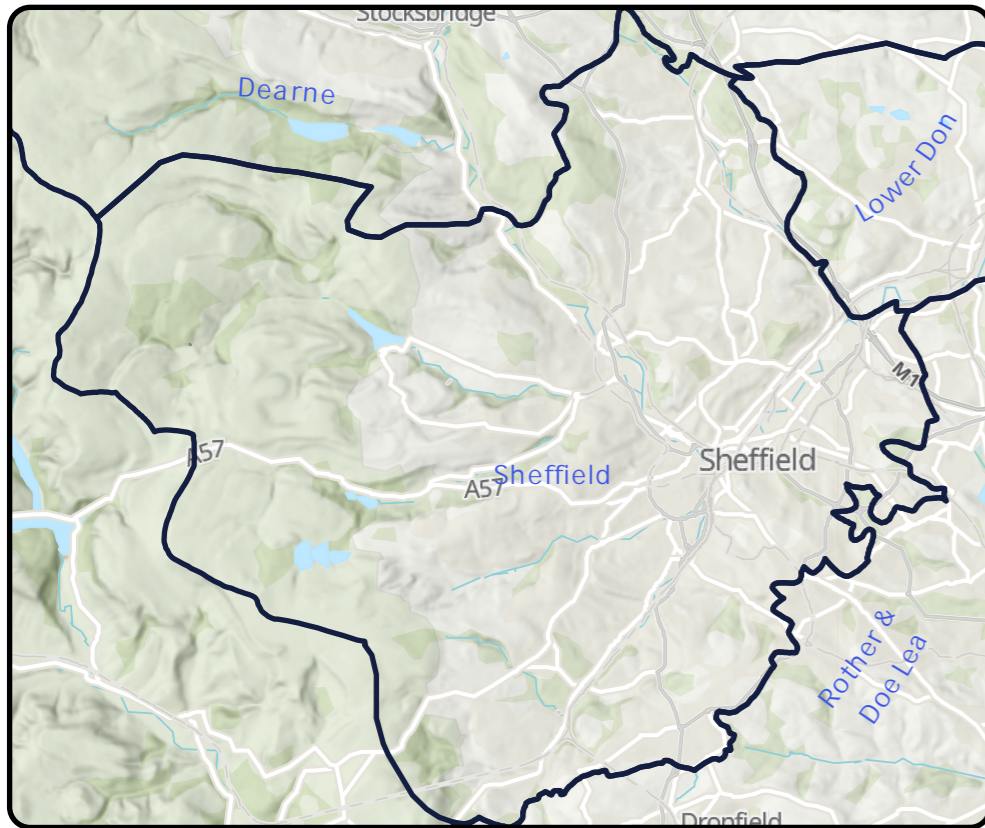 Stocksbridge
Dearne
Lower Don
M1
A57
Sheffield
Sheffield
A57
Rother &
Doe Lea
Dronfield